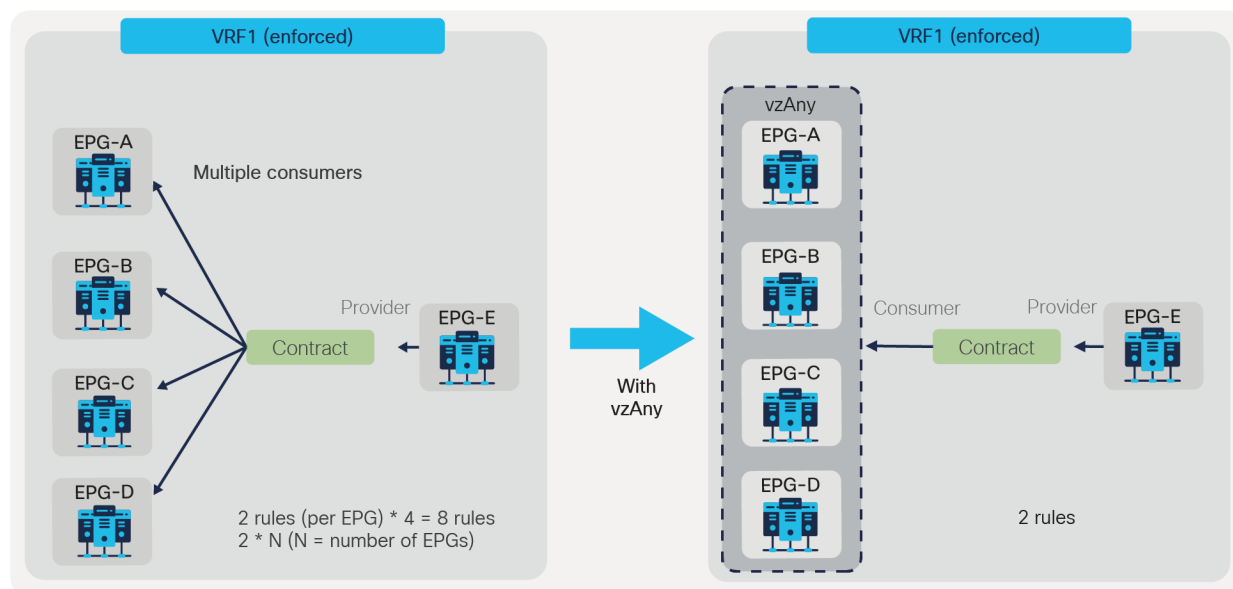 VRF1 (enforced)
EPG-A
Multiple consumers
EPG-B
Provider
EPG-E
Contract
EPG-C
EPG-D
2 rules (per EPG) * 4 = 8 rules
2 * N (N = number of EPGs)
With
vzAny
VRF1 (enforced)
vzAny
EPG-A
EPG-B
Consumer
Provider
EPG-E
Contract
EPG-C
EPG-D
2 rules